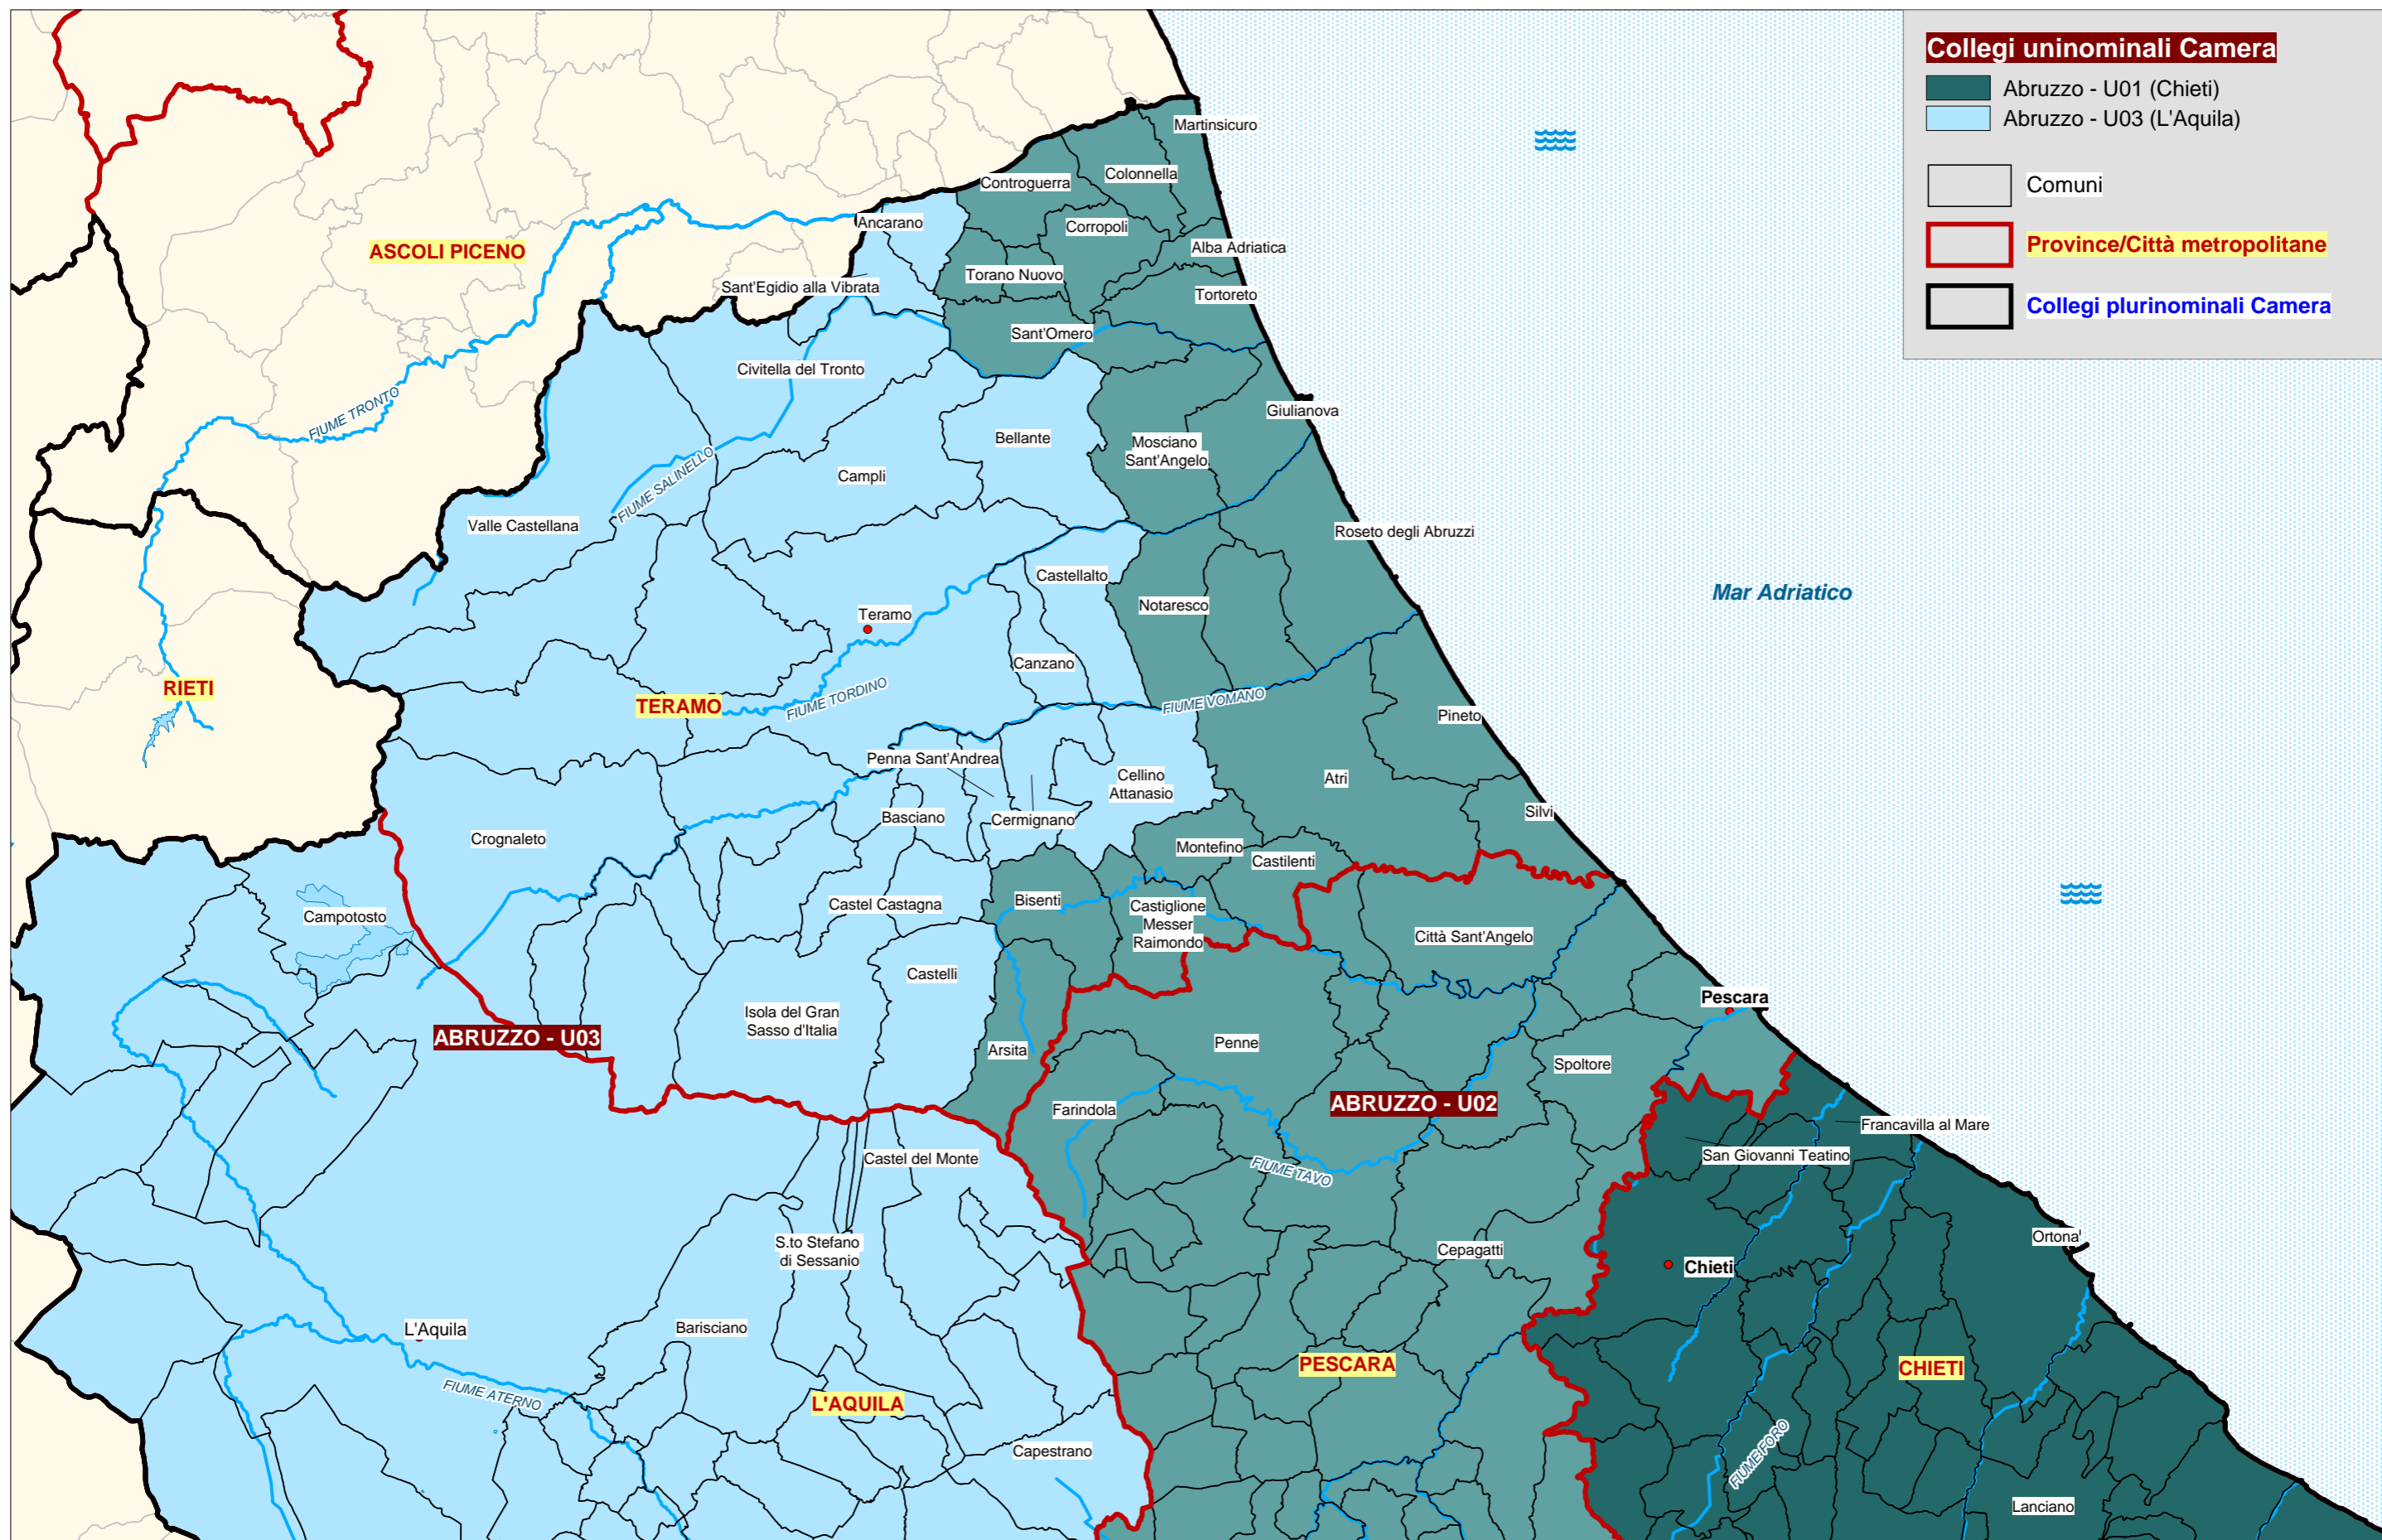 Collegi uninominali Camera
Abruzzo - U01 (Chieti)
Abruzzo - U03 (L'Aquila)
Comuni
Province/Città metropolitane
Collegi plurinominali Camera
Martinsicuro
Colonnella
Controguerra
Ancarano
Corropoli
ASCOLI PICENO
Alba Adriatica
Torano Nuovo
Sant'Egidio alla Vibrata
Tortoreto
Sant'Omero
Civitella del Tronto
FIUME TRONTO
Giulianova
Bellante
Mosciano
Sant'Angelo
Campli
FIUME SALINELLO
Valle Castellana
Roseto degli Abruzzi
Castellalto
Mar Adriatico
Notaresco
Teramo
Canzano
RIETI
FIUME TORDINO
FIUME VOMANO
TERAMO
Pineto
Penna Sant'Andrea
Cellino
Attanasio
Atri
Silvi
Basciano
Cermignano
Crognaleto
Montefino
Castilenti
Bisenti
Castel Castagna
Castiglione
Messer
Raimondo
Campotosto
Città Sant'Angelo
Castelli
Pescara
Isola del Gran
Sasso d'Italia
ABRUZZO - U03
Penne
Arsita
Spoltore
ABRUZZO - U02
Farindola
Francavilla al Mare
Castel del Monte
San Giovanni Teatino
FIUME TAVO
S.to Stefano
di Sessanio
Cepagatti
Ortona
Chieti
L'Aquila
Barisciano
PESCARA
CHIETI
FIUME ATERNO
L'AQUILA
Capestrano
FIUME FORO
Lanciano